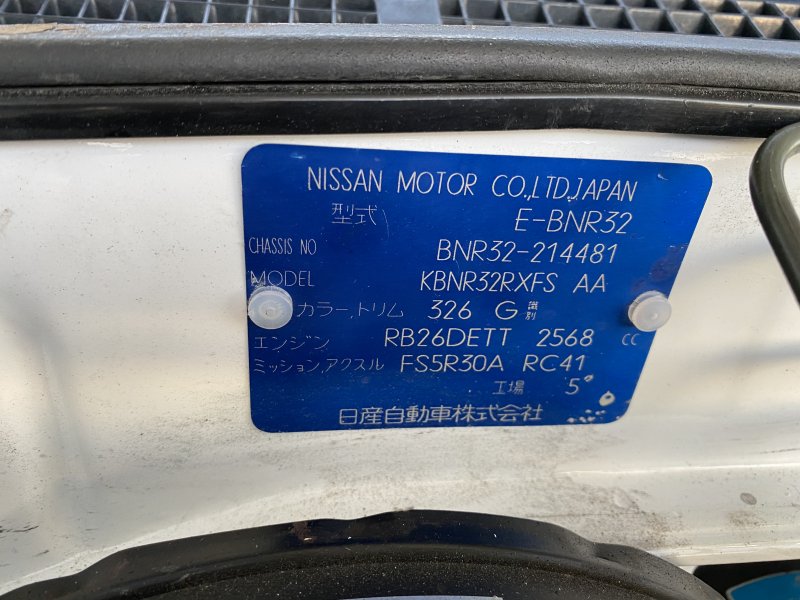 NISSAN MOTOR CO.,LTD.JAPAN
型式 E-BNR32
CHASSIS NO BNR32-214481
MODEL KBNR32RXFS AA
カラー,トリム 326 G 識別
エンジン RB26DETT 2568 CC
ミッション,アクスル FS5R30A RC41
工場 5
日産自動車株式会社